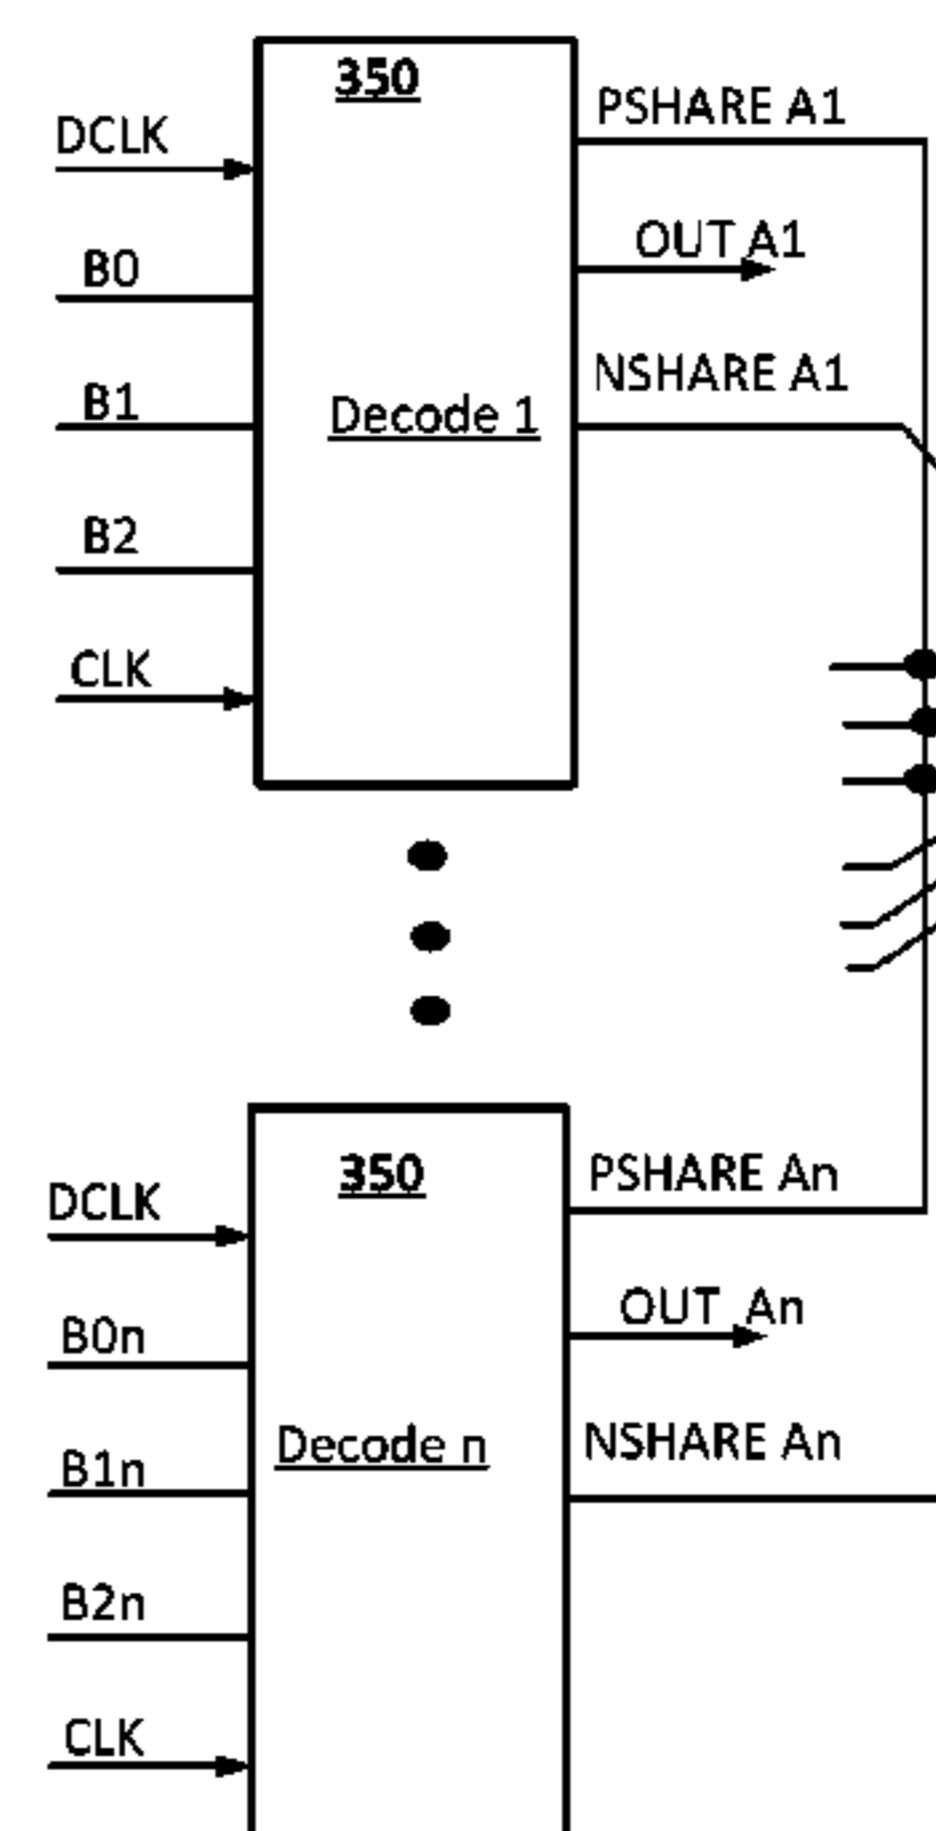 350
PSHARE A1
DCLK
OUT A1
B0
NSHARE A1
B1
Decode 1
B2
CLK
350
PSHARE An
DCLK
OUT An
B0n
NSHARE An
Decode n
B1n
B2n
CLK